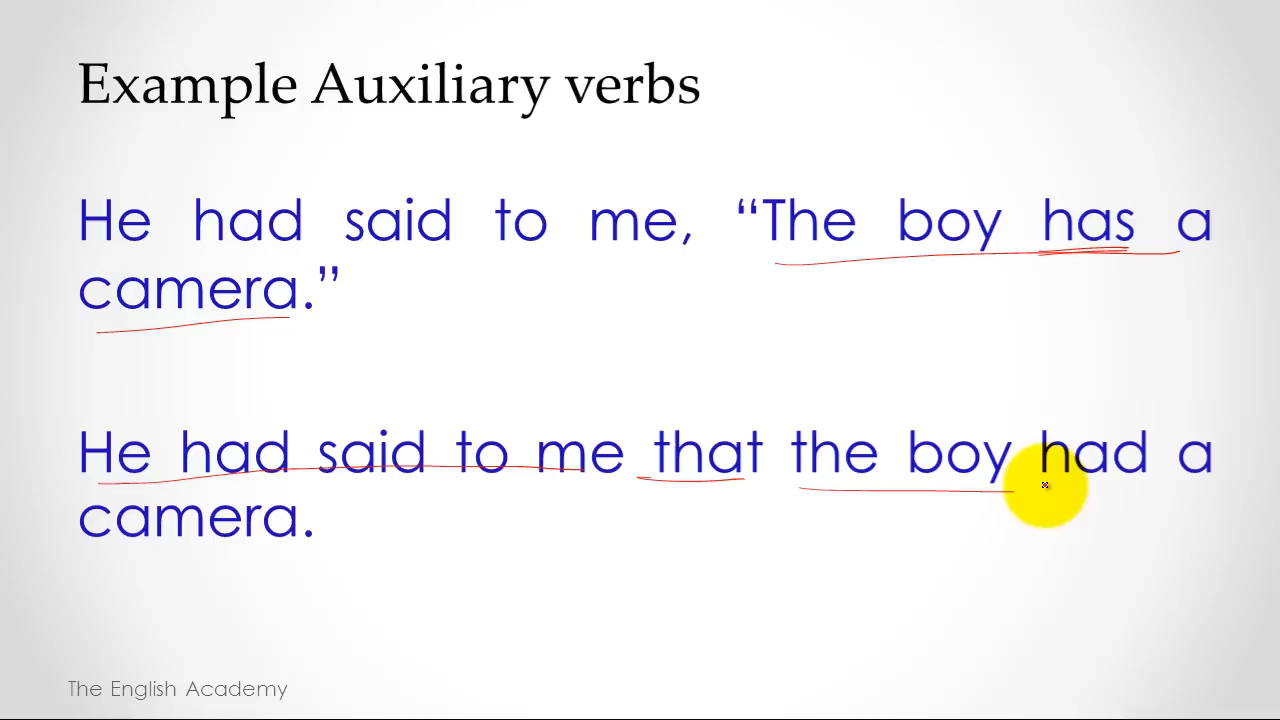 Example Auxiliary verbs
He had said to me, “The boy has a
camera.”
He had said to me that the boy had a
camera.
The English Academy